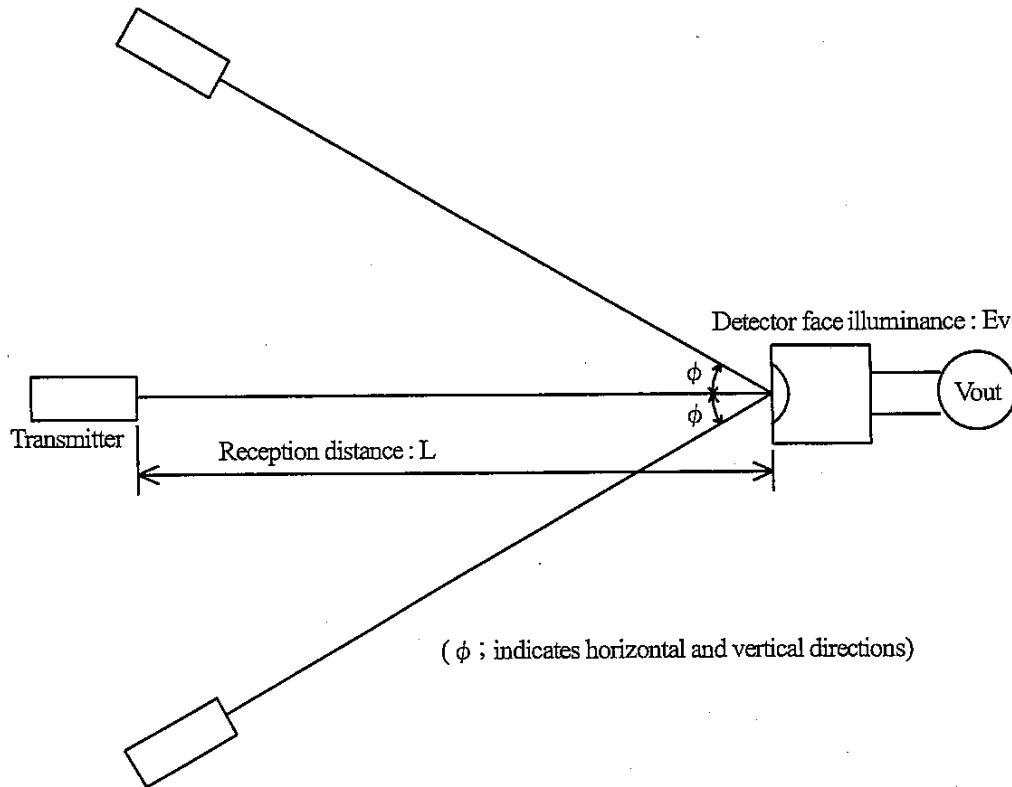 Detector face illuminance : Ev
ϕ
ϕ
Vout
Transmitter
Reception distance : L
( ϕ ; indicates horizontal and vertical directions)